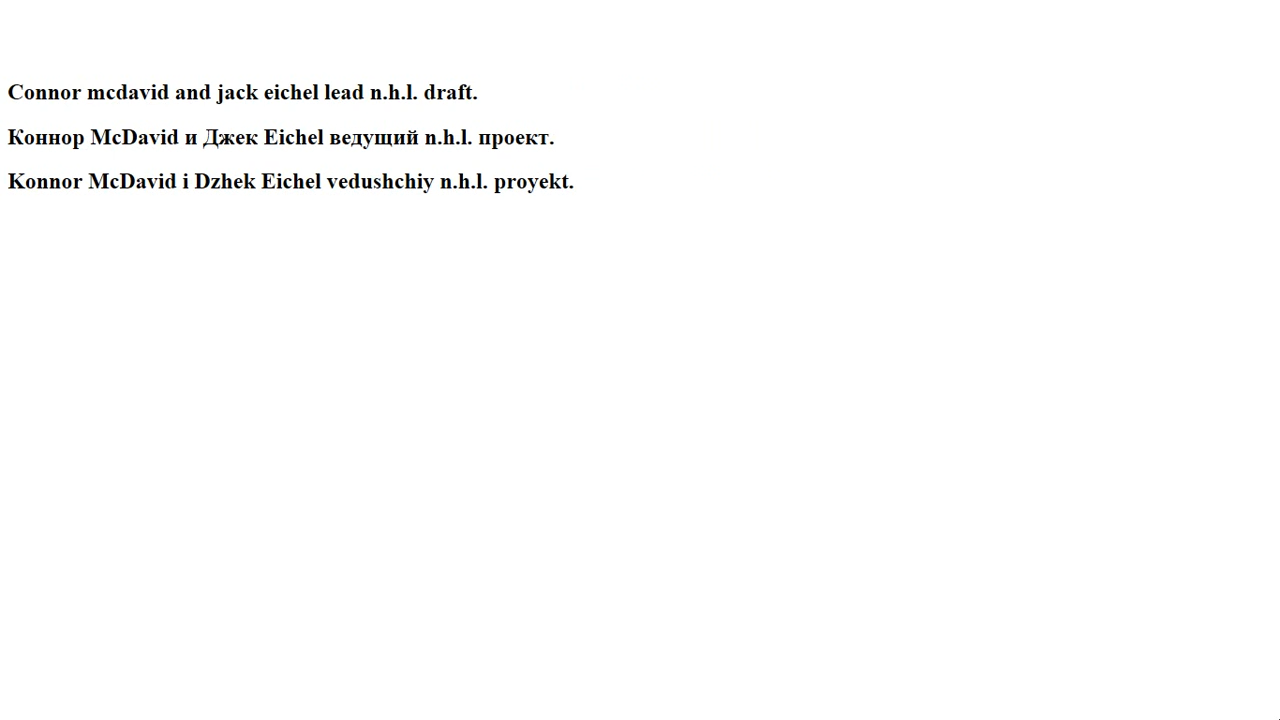 Connor mcdavid and jack eichel lead n.h.l. draft.
Коннор McDavid и Джек Eichel ведущий n.h.l. проект.
Konnor McDavid i Dzhek Eichel vedushchiy n.h.l. proyekt.